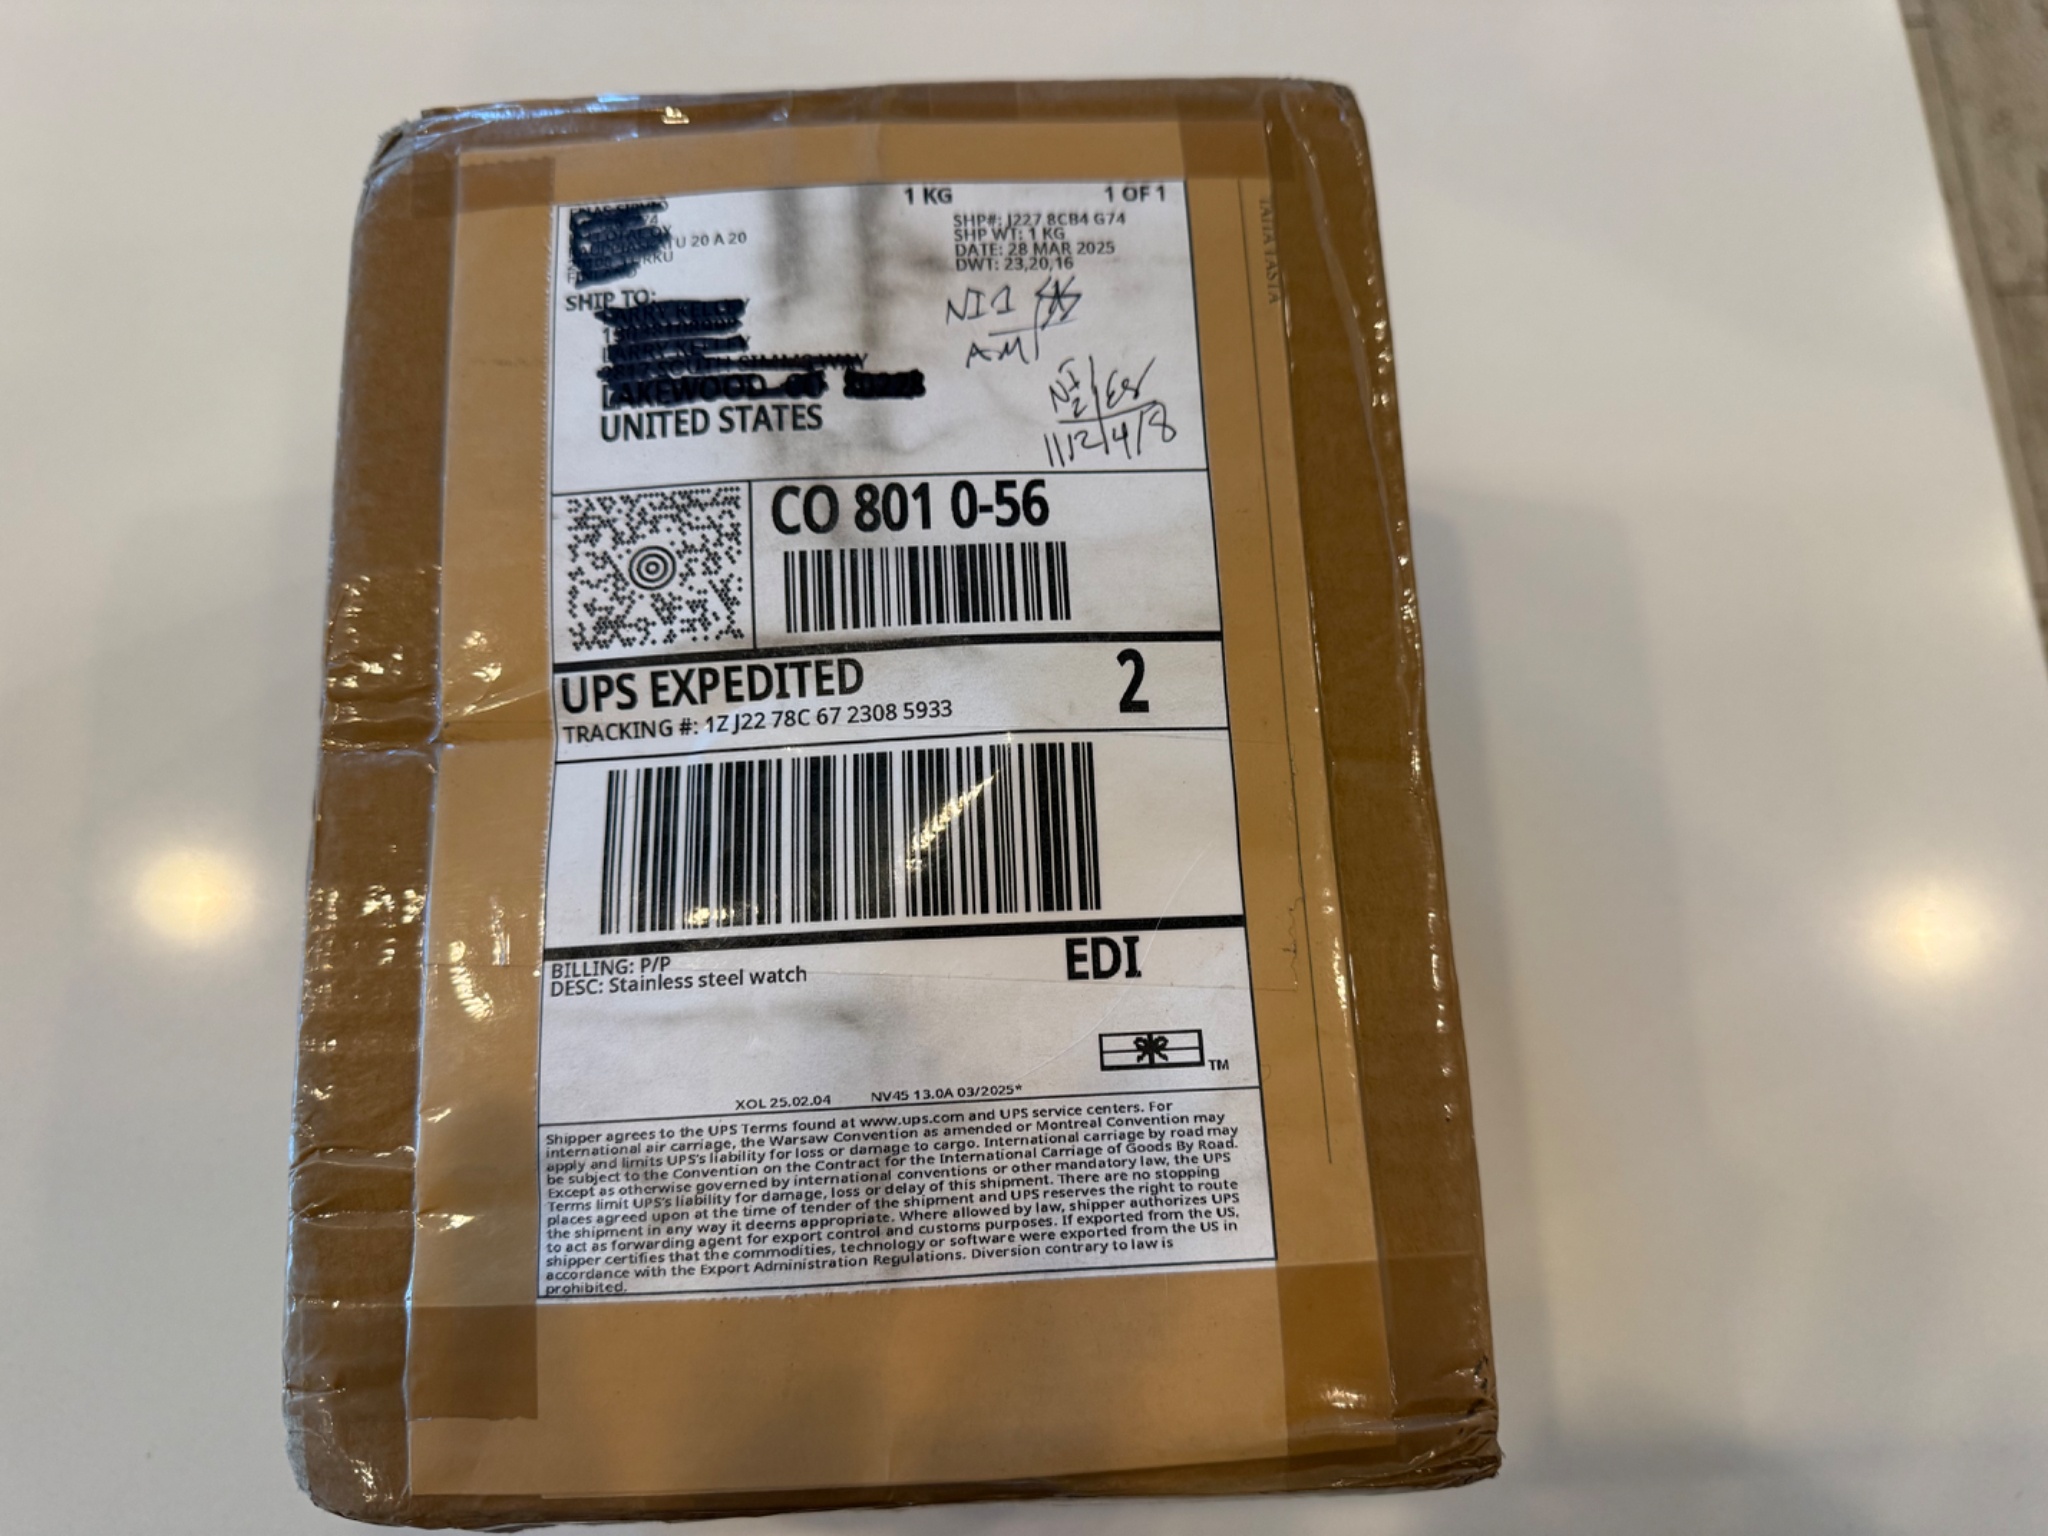 1 KG 1 OF 1
TU 20 A 20
SHP#: J227 8CB4 G74
SHP WT: 1 KG
DATE: 28 MAR 2025
DWT: 23,20,16
SHIP TO:
UNITED STATES
NI1
AM
NI 2
11124/8
CO 801 0-56
UPS EXPEDITED 2
TRACKING #: 1Z J22 78C 67 2308 5933
BILLING: P/P
DESC: Stainless steel watch
EDI
TM
XOL 25.02.04 NV45 13.0A 03/2025*
Shipper agrees to the UPS Terms found at www.ups.com and UPS service centers. For
international air carriage, the Warsaw Convention as amended or Montreal Convention may
apply and limits UPS's liability for loss or damage to cargo. International carriage by road may
be subject to the Convention on the Contract for the International Carriage of Goods By Road.
Except as otherwise governed by international conventions or other mandatory law, the UPS
Terms limit UPS's liability for damage, loss or delay of this shipment. There are no stopping
places agreed upon at the time of tender of the shipment and UPS reserves the right to route
the shipment in any way it deems appropriate. Where allowed by law, shipper authorizes UPS
to act as forwarding agent for export control and customs purposes. If exported from the US,
shipper certifies that the commodities, technology or software were exported from the US in
accordance with the Export Administration Regulations. Diversion contrary to law is
prohibited.